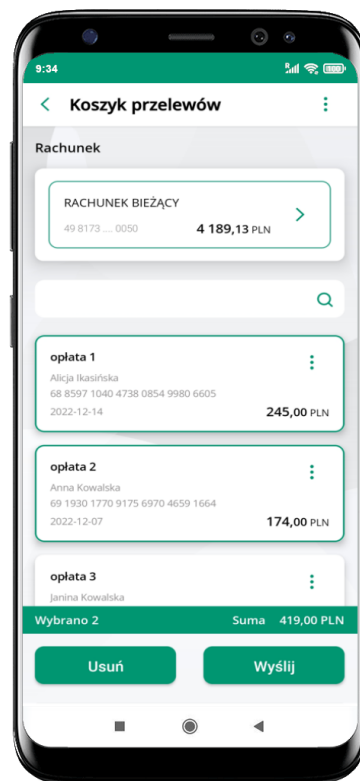 9:34
Koszyk przelewów
Rachunek
RACHUNEK BIEŻĄCY
49 8173 .... 0050 4 189,13 PLN
opłata 1
Alicja Ikasińska
68 8597 1040 4738 0854 9980 6605
2022-12-14 245,00 PLN
opłata 2
Anna Kowalska
69 1930 1770 9175 6970 4659 1664
2022-12-07 174,00 PLN
opłata 3
Janina Kowalska
Wybrano 2 Suma 419,00 PLN
Usuń Wyślij